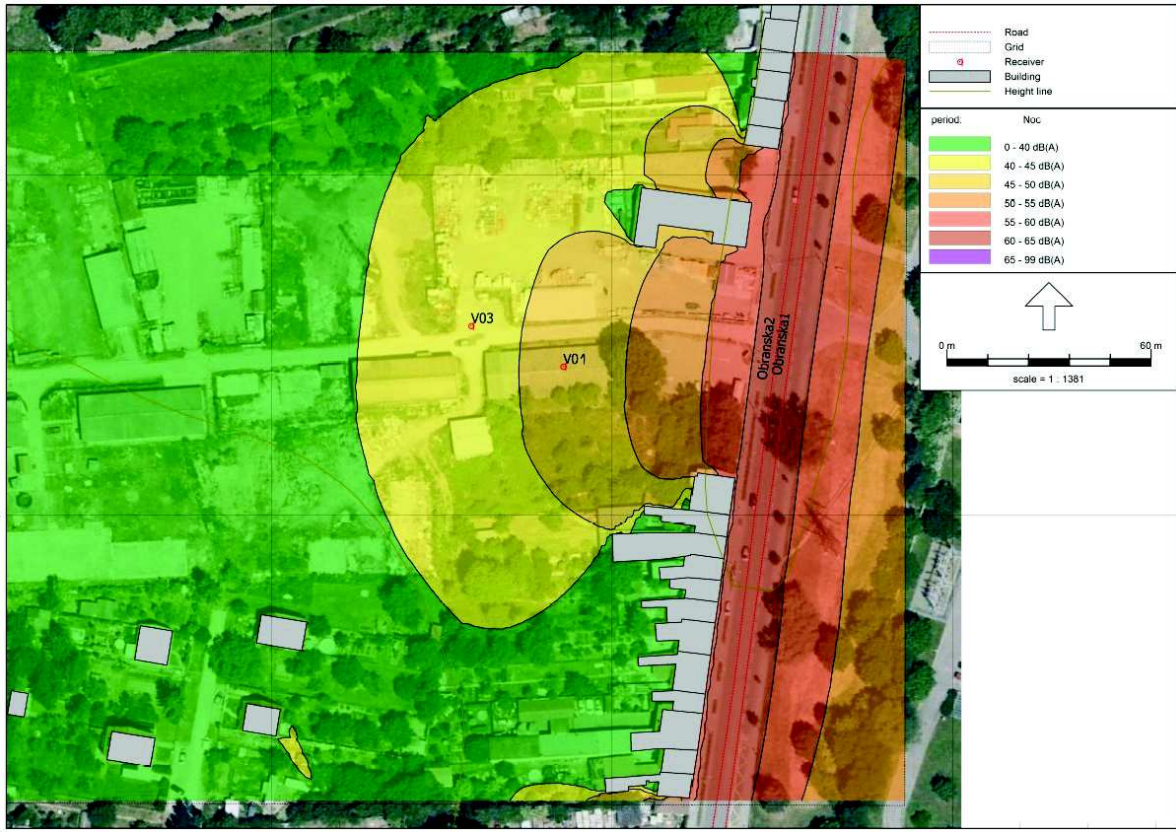 Road
Grid
Receiver
Building
Height line
period: Noc
0 - 40 dB(A)
40 - 45 dB(A)
45 - 50 dB(A)
50 - 55 dB(A)
55 - 60 dB(A)
60 - 65 dB(A)
65 - 99 dB(A)
0 m 60 m
scale = 1 : 1381
V03
V01
Obranska2
Obranska1